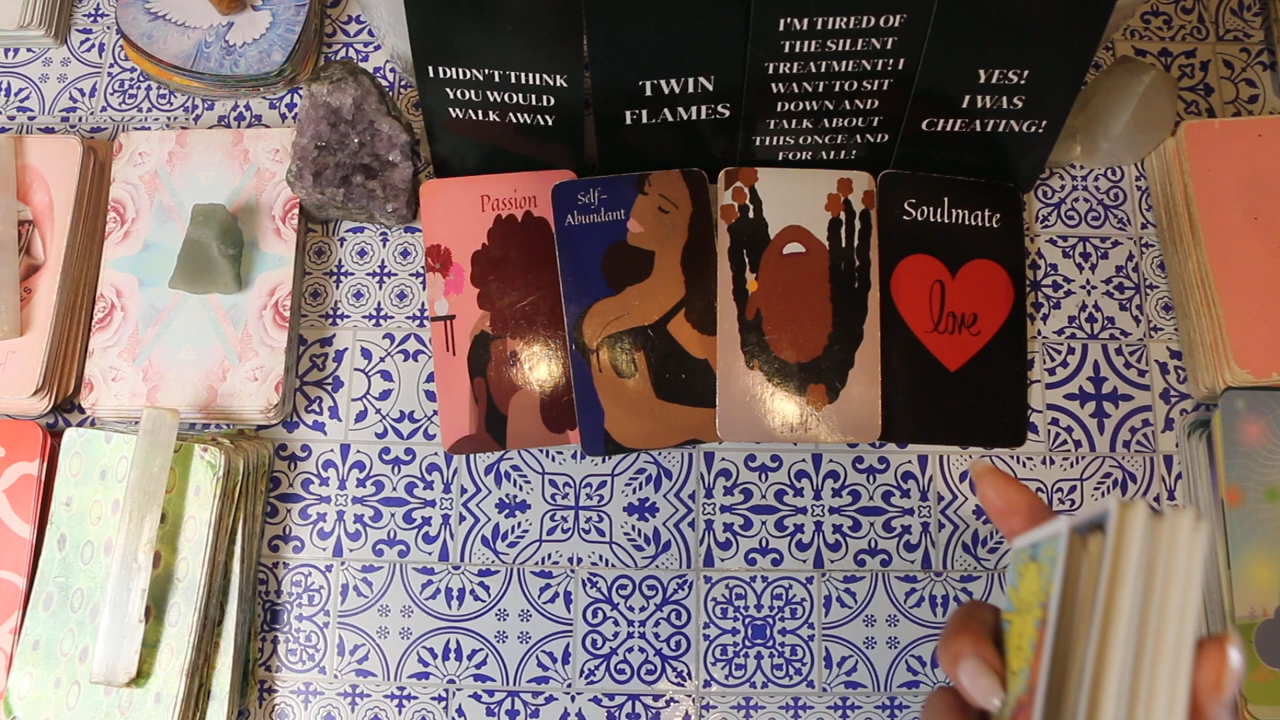 I DIDN'T THINK
YOU WOULD
WALK AWAY
TWIN
FLAMES
I'M TIRED OF
THE SILENT
TREATMENT! I
WANT TO SIT
DOWN AND
TALK ABOUT
THIS ONCE AND
FOR ALL!
YES!
I WAS
CHEATING!
Passion
Self-
Abundant
Soulmate
love